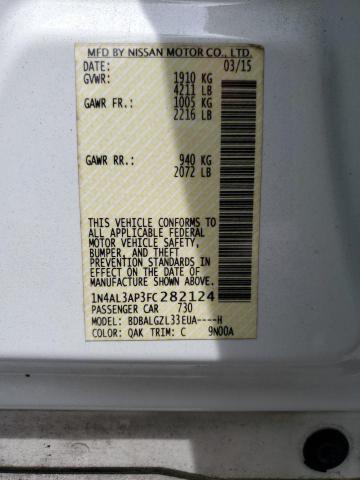 MFD BY NISSAN MOTOR CO., LTD.
DATE: 03/15
GVWR: 1910 KG
4211 LB
GAWR FR.: 1005 KG
2216 LB
GAWR RR.: 940 KG
2072 LB
THIS VEHICLE CONFORMS TO
ALL APPLICABLE FEDERAL
MOTOR VEHICLE SAFETY,
BUMPER, AND THEFT
PREVENTION STANDARDS IN
EFFECT ON THE DATE OF
MANUFACTURE SHOWN ABOVE.
1N4AL3AP3FC282124
PASSENGER CAR 730
MODEL: BDBALGZL33EUA----H
COLOR: QAK TRIM: C 9N00A